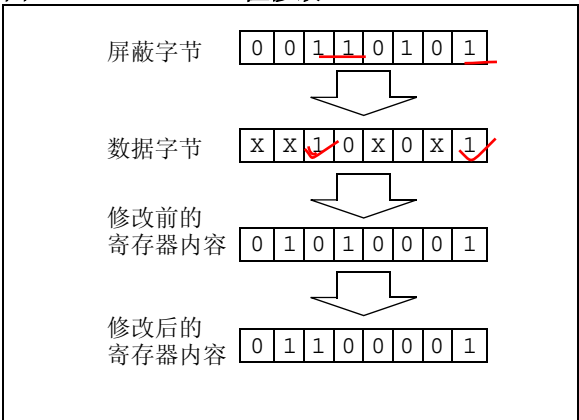 屏蔽字节 0 0 1 1 0 1 0 1
数据字节 X X 1 0 X 0 X 1
修改前的
寄存器内容 0 1 0 1 0 0 0 1
修改后的
寄存器内容 0 1 1 0 0 0 0 1